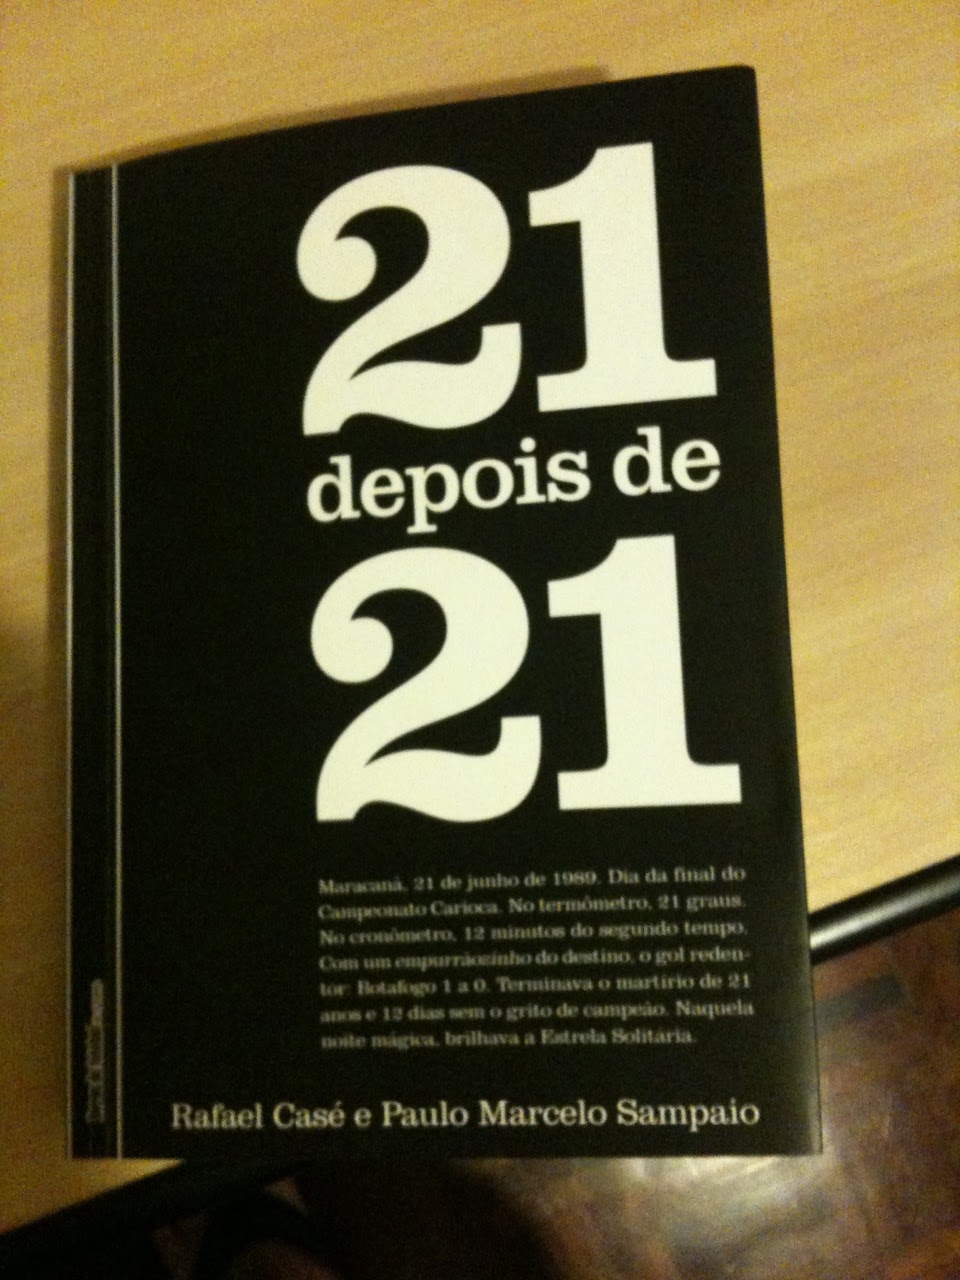 21
depois de
21
Maracanã, 21 de junho de 1989. Dia da final do
Campeonato Carioca. No termômetro, 21 graus.
No cronômetro, 12 minutos do segundo tempo.
Com um empurrãozinho do destino, o gol reden-
tor: Botafogo 1 a 0. Terminava o martírio de 21
anos e 12 dias sem o grito de campeão. Naquela
noite mágica, brilhava a Estrela Solitária.
Rafael Casé e Paulo Marcelo Sampaio